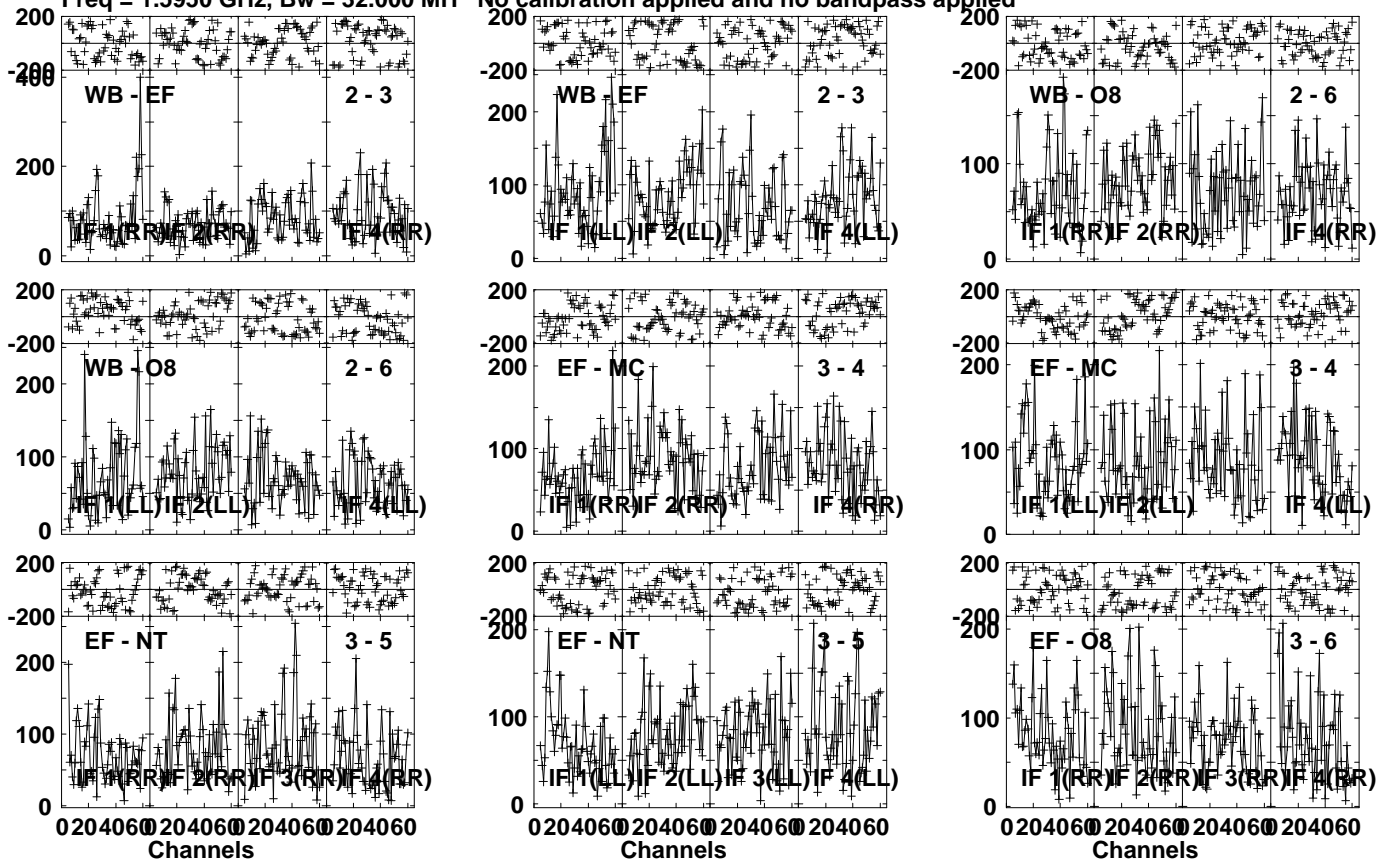 Freq = 1.5950 GHz, Bw = 32.000 MH No calibration applied and no bandpass applied
200
-200
400
200
100
0
WB - EF 2 - 3
IF 1(RR) IF 2(RR) IF 4(RR)
200
-200
200
100
0
WB - EF 2 - 3
IF 1(LL) IF 2(LL) IF 4(LL)
200
-200
100
0
WB - O8 2 - 6
IF 1(RR) IF 2(RR) IF 4(RR)
200
-200
200
100
0
WB - O8 2 - 6
IF 1(LL) IF 2(LL) IF 4(LL)
200
-200
200
100
0
EF - MC 3 - 4
IF 1(RR) IF 2(RR) IF 4(RR)
200
-200
200
100
0
EF - MC 3 - 4
IF 1(LL) IF 2(LL) IF 4(LL)
200
-200
200
100
0
EF - NT 3 - 5
IF 1(RR) IF 2(RR) IF 3(RR) IF 4(RR)
0 20 40 60 0 20 40 60 0 20 40 60 0 20 40 60
Channels
200
-200
200
100
0
EF - NT 3 - 5
IF 1(LL) IF 2(LL) IF 3(LL) IF 4(LL)
0 20 40 60 0 20 40 60 0 20 40 60 0 20 40 60
Channels
200
-200
200
100
0
EF - O8 3 - 6
IF 1(RR) IF 2(RR) IF 3(RR) IF 4(RR)
0 20 40 60 0 20 40 60 0 20 40 60 0 20 40 60
Channels